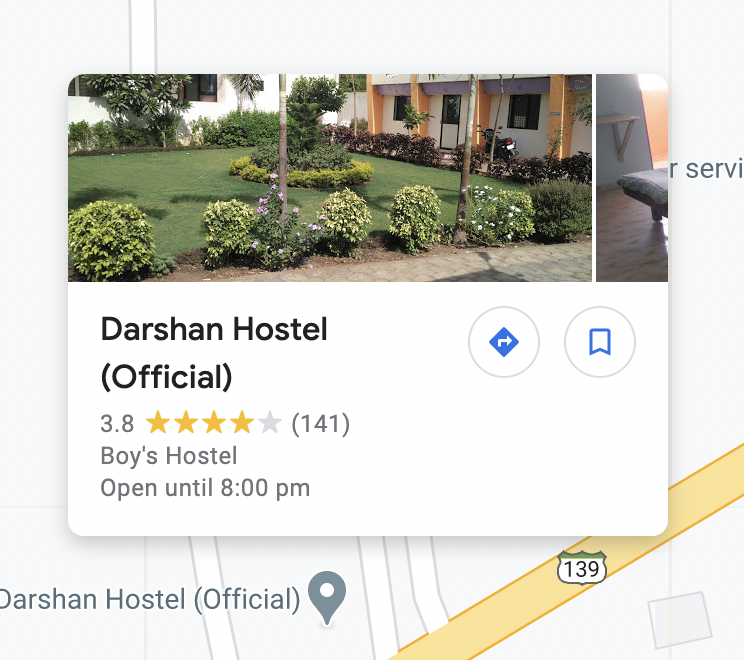 r servi
Darshan Hostel
(Official)
3.8 (141)
Boy's Hostel
Open until 8:00 pm
139
Darshan Hostel (Official)